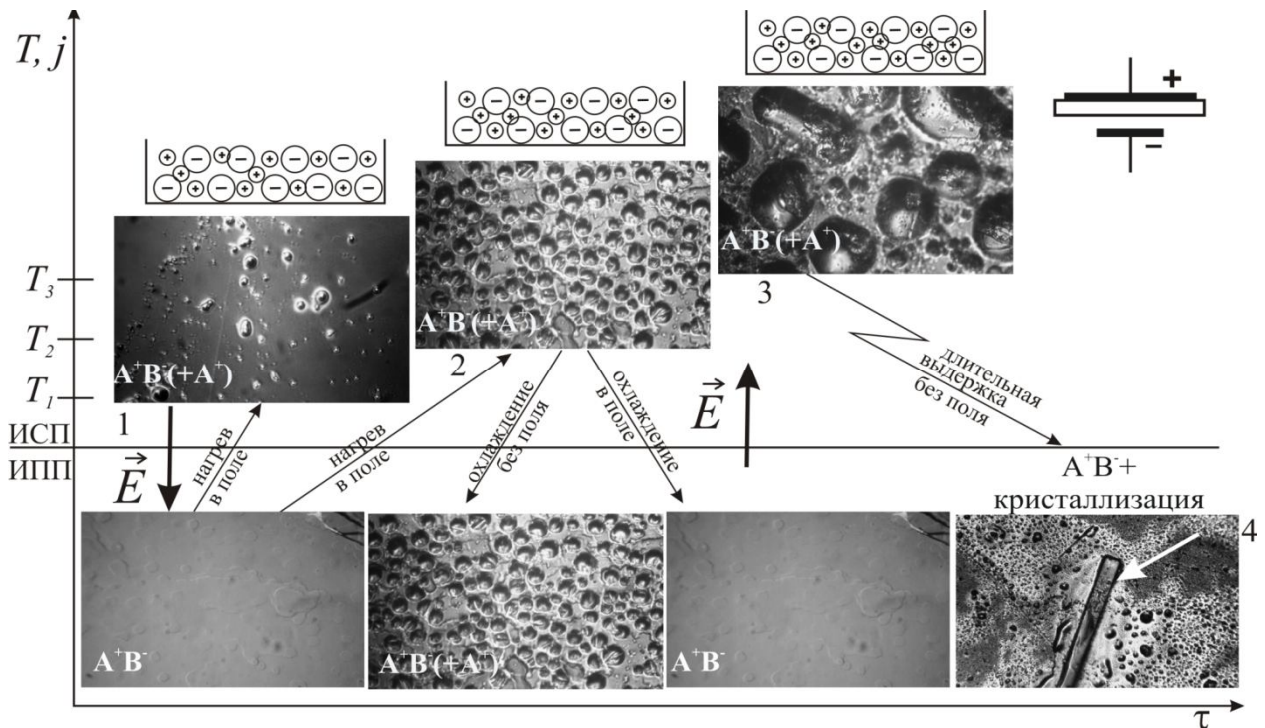 T, j
+
−
A⁺B⁻(+A⁺)
A⁺B⁻(+A⁺)
A⁺B⁻(+A⁺)
T₃
T₂
T₁
1
2
3
ИСП
ИПП
E
нагрев
в поле
нагрев
в поле
охлаждение
без поля
охлаждение
в поле
E
длительная
выдержка
без поля
A⁺B⁻+
кристаллизация
4
A⁺B⁻
A⁺B⁻(+A⁺)
A⁺B⁻
τ